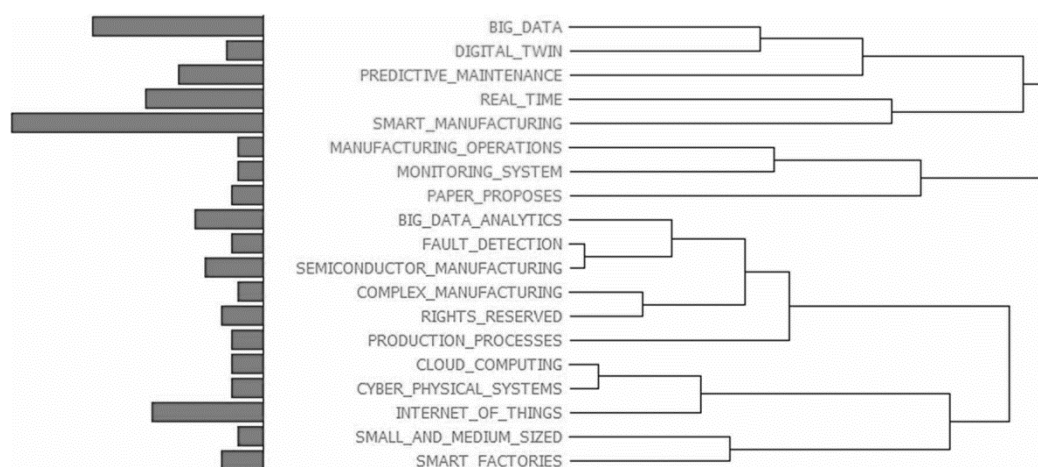 BIG_DATA
DIGITAL_TWIN
PREDICTIVE_MAINTENANCE
REAL_TIME
SMART_MANUFACTURING
MANUFACTURING_OPERATIONS
MONITORING_SYSTEM
PAPER_PROPOSES
BIG_DATA_ANALYTICS
FAULT_DETECTION
SEMICONDUCTOR_MANUFACTURING
COMPLEX_MANUFACTURING
RIGHTS_RESERVED
PRODUCTION_PROCESSES
CLOUD_COMPUTING
CYBER_PHYSICAL_SYSTEMS
INTERNET_OF_THINGS
SMALL_AND_MEDIUM_SIZED
SMART_FACTORIES